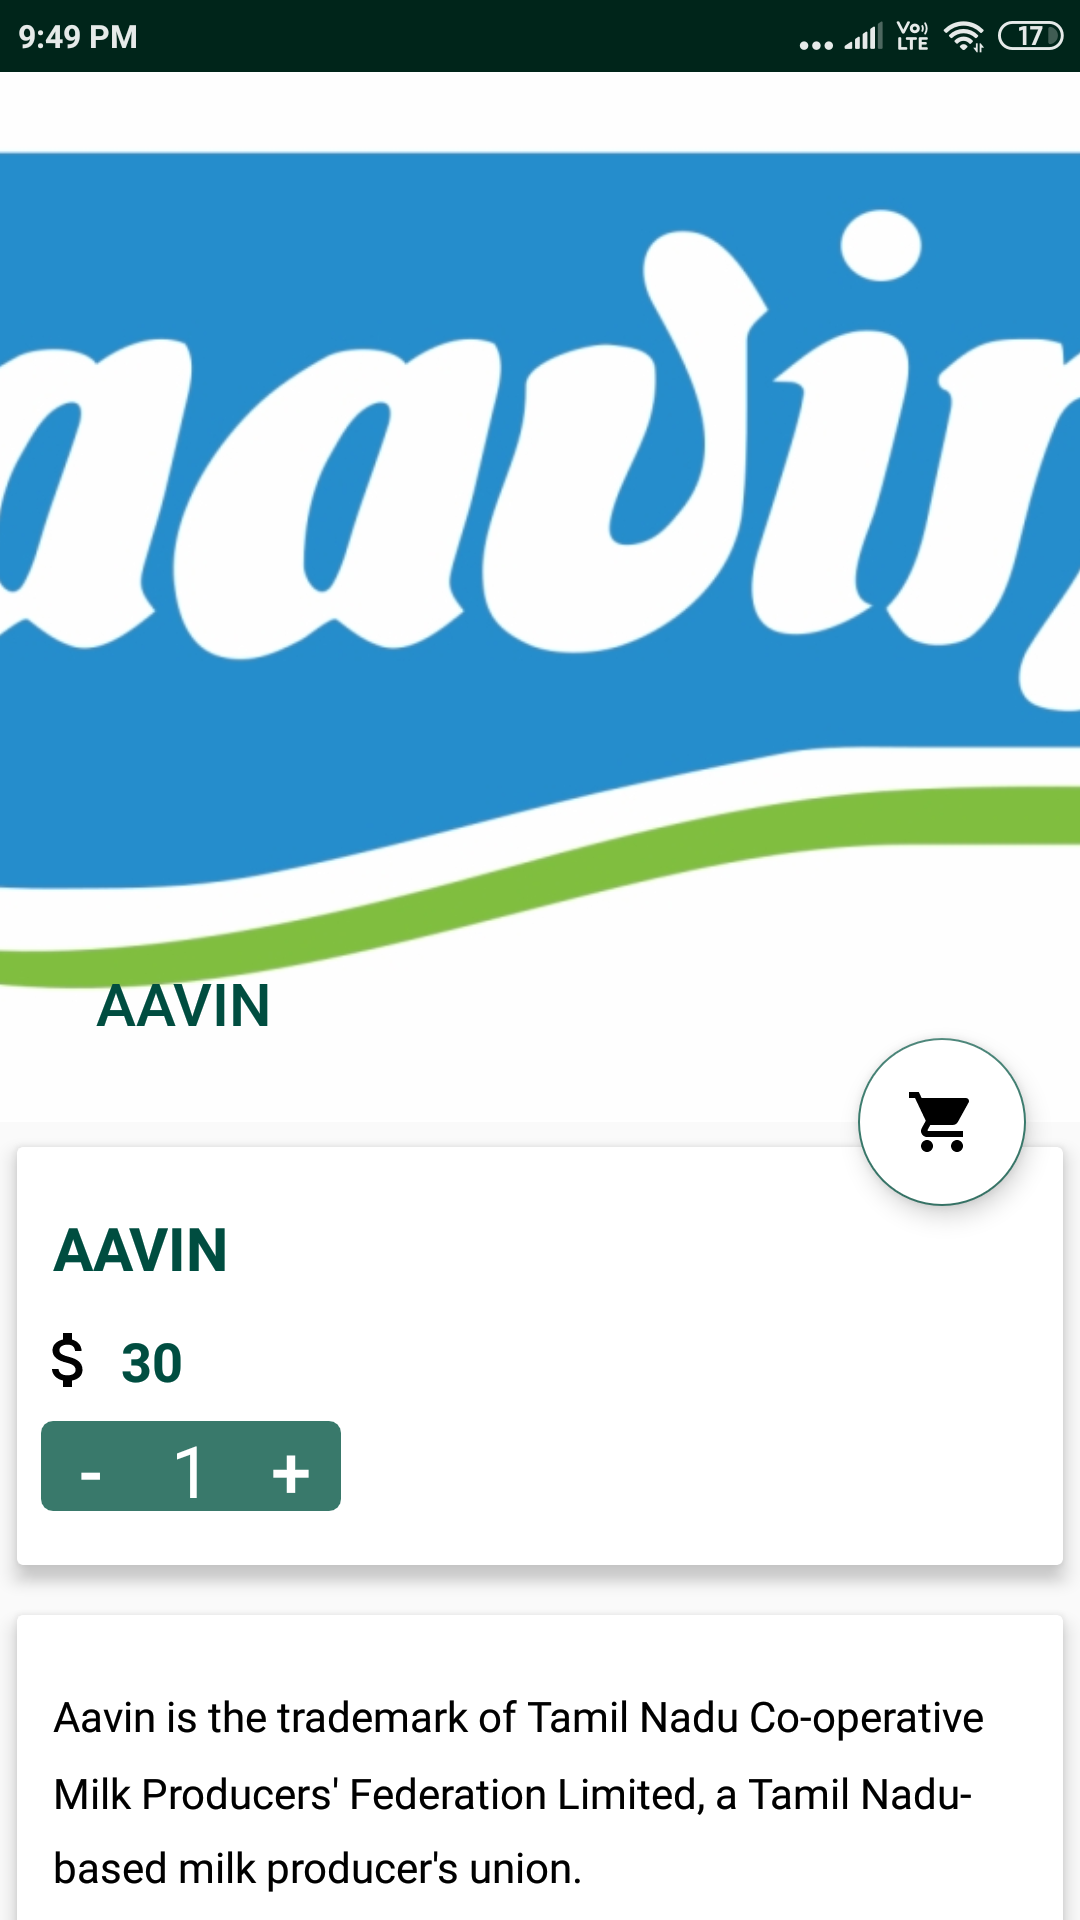 9:49 PM
Vo LTE
17
aavin
AAVIN
AAVIN
$ 30
- 1 +
Aavin is the trademark of Tamil Nadu Co-operative
Milk Producers' Federation Limited, a Tamil Nadu-
based milk producer's union.